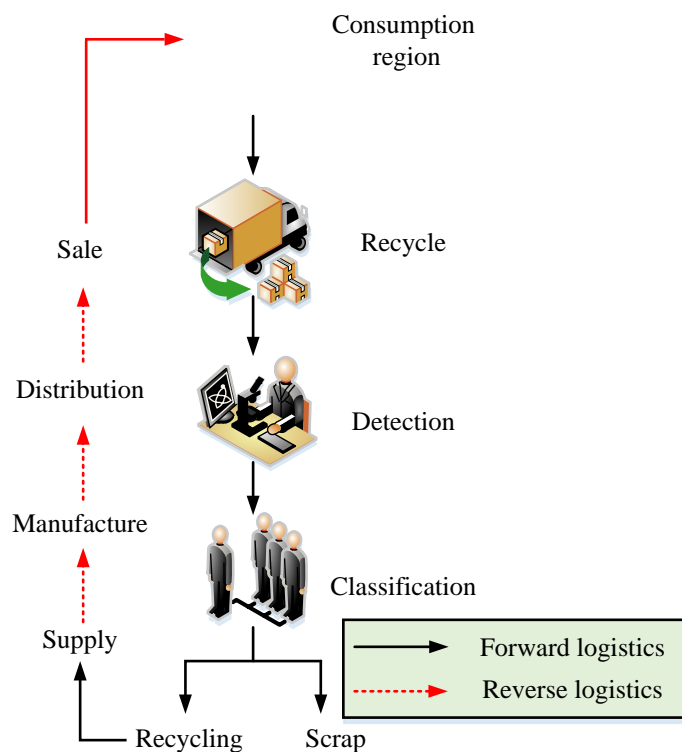 Consumption
region
Sale
Recycle
Distribution
Detection
Manufacture
Classification
Supply
Forward logistics
Reverse logistics
Recycling
Scrap